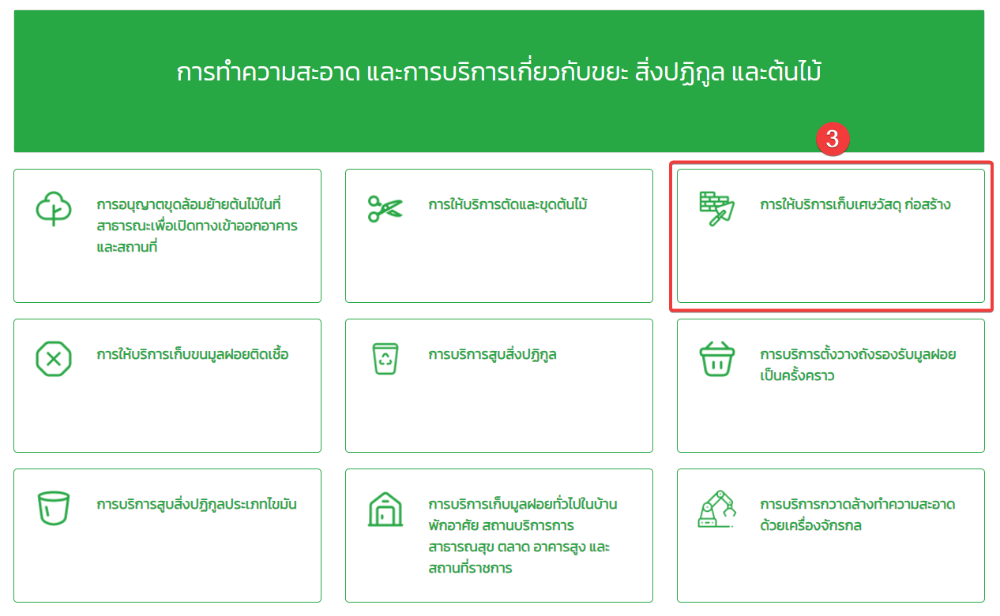 การทำความสะอาด และการบริการเกี่ยวกับขยะ สิ่งปฏิกูล และต้นไม้
3
การอนุญาตขุดล้อมย้ายต้นไม้ในที่
สาธารณะเพื่อเปิดทางเข้าออกอาคาร
และสถานที่
การให้บริการตัดและขุดต้นไม้
การให้บริการเก็บเศษวัสดุ ก่อสร้าง
การให้บริการเก็บขนมูลฝอยติดเชื้อ
การบริการสูบสิ่งปฏิกูล
การบริการตั้งวางถังรองรับมูลฝอย
เป็นครั้งคราว
การบริการสูบสิ่งปฏิกูลประเภทไขมัน
การบริการเก็บมูลฝอยทั่วไปในบ้าน
พักอาศัย สถานบริการการ
สาธารณสุข ตลาด อาคารสูง และ
สถานที่ราชการ
การบริการกวาดล้างทำความสะอาด
ด้วยเครื่องจักรกล